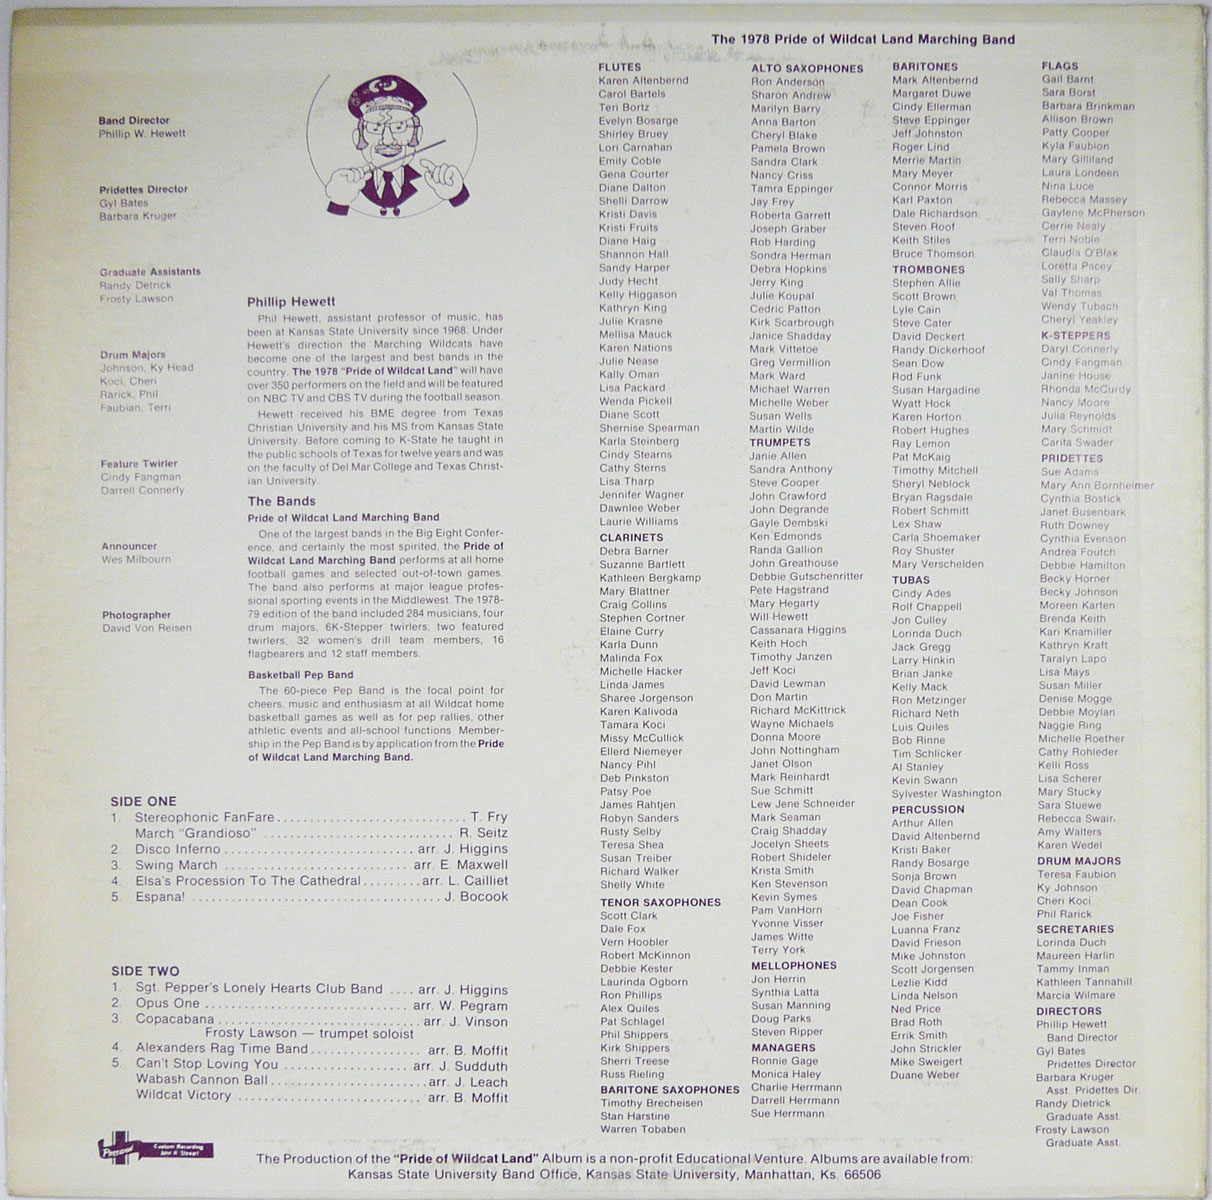 The 1978 Pride of Wildcat Land Marching Band
Band Director
Phillip W. Hewett
Pridettes Director
Gyl Bates
Barbara Kruger
Graduate Assistants
Randy Detrick
Frosty Lawson
Drum Majors
Johnson, Ky Head
Koci, Cheri
Rarick, Phil
Faubian, Terri
Feature Twirler
Cindy Fangman
Darrell Connerly
Announcer
Wes Milbourn
Photographer
David Von Reisen
Phillip Hewett
Phil Hewett, assistant professor of music, has
been at Kansas State University since 1968. Under
Hewett's direction the Marching Wildcats have
become one of the largest and best bands in the
country. The 1978 "Pride of Wildcat Land" will have
over 350 performers on the field and will be featured
on NBC TV and CBS TV during the football season.
Hewett received his BME degree from Texas
Christian University and his MS from Kansas State
University. Before coming to K-State he taught in
the public schools of Texas for twelve years and was
on the faculty of Del Mar College and Texas Christ-
ian University.
The Bands
Pride of Wildcat Land Marching Band
One of the largest bands in the Big Eight Confer-
ence, and certainly the most spirited, the Pride of
Wildcat Land Marching Band performs at all home
football games and selected out-of-town games.
The band also performs at major league profes-
sional sporting events in the Middlewest. The 1978-
79 edition of the band included 284 musicians, four
drum majors, 6K-Stepper twirlers; two featured
twirlers, 32 women's drill team members, 16
flagbearers and 12 staff members.
Basketball Pep Band
The 60-piece Pep Band is the focal point for
cheers, music and enthusiasm at all Wildcat home
basketball games as well as for pep rallies, other
athletic events and all-school functions. Member-
ship in the Pep Band is by application from the Pride
of Wildcat Land Marching Band.
SIDE ONE
1. Stereophonic FanFare. . . . . . . . . . . . . . . . . . . . . . . . . T. Fry
March "Grandioso" . . . . . . . . . . . . . . . . . . . . . . . . . R. Seitz
2. Disco Inferno . . . . . . . . . . . . . . . . . . . . . . . . . arr. J. Higgins
3. Swing March . . . . . . . . . . . . . . . . . . . . . . . . arr. E. Maxwell
4. Elsa's Procession To The Cathedral. . . . . . . . .arr. L. Cailliet
5. Espana! . . . . . . . . . . . . . . . . . . . . . . . . . . . . . . . . . J. Bocook
SIDE TWO
1. Sgt. Pepper's Lonely Hearts Club Band . . . . arr. J. Higgins
2. Opus One . . . . . . . . . . . . . . . . . . . . . . . . . . arr. W. Pegram
3. Copacabana . . . . . . . . . . . . . . . . . . . . . . . . . . arr. J. Vinson
Frosty Lawson — trumpet soloist
4. Alexanders Rag Time Band. . . . . . . . . . . . . . . arr. B. Moffit
5. Can't Stop Loving You . . . . . . . . . . . . . . . . . arr. J. Sudduth
Wabash Cannon Ball . . . . . . . . . . . . . . . . . . . . .arr. J. Leach
Wildcat Victory . . . . . . . . . . . . . . . . . . . . . . . . arr. B. Moffit
FLUTES
Karen Altenbernd
Carol Bartels
Teri Bortz
Evelyn Bosarge
Shirley Bruey
Lori Carnahan
Emily Coble
Gena Courter
Diane Dalton
Shelli Darrow
Kristi Davis
Kristi Fruits
Diane Haig
Shannon Hall
Sandy Harper
Judy Hecht
Kelly Higgason
Kathryn King
Julie Krasne
Mellisa Mauck
Karen Nations
Julie Nease
Kally Oman
Lisa Packard
Wenda Pickell
Diane Scott
Shernise Spearman
Karla Steinberg
Cindy Stearns
Cathy Sterns
Lisa Tharp
Jennifer Wagner
Dawnlee Weber
Laurie Williams
CLARINETS
Debra Barner
Suzanne Bartlett
Kathleen Bergkamp
Mary Blattner
Craig Collins
Stephen Cortner
Elaine Curry
Karla Dunn
Malinda Fox
Michelle Hacker
Linda James
Sharee Jorgenson
Karen Kalivoda
Tamara Koci
Missy McCullick
Ellerd Niemeyer
Nancy Pihl
Deb Pinkston
Patsy Poe
James Rahtjen
Robyn Sanders
Rusty Selby
Teresa Shea
Susan Treiber
Richard Walker
Shelly White
TENOR SAXOPHONES
Scott Clark
Dale Fox
Vern Hoobler
Robert McKinnon
Debbie Kester
Laurinda Ogborn
Ron Phillips
Alex Quiles
Pat Schlagel
Phil Shippers
Kirk Shippers
Sherri Treese
Russ Rieling
BARITONE SAXOPHONES
Timothy Brecheisen
Stan Harstine
Warren Tobaben
ALTO SAXOPHONES
Ron Anderson
Sharon Andrew
Marilyn Barry
Anna Barton
Cheryl Blake
Pamela Brown
Sandra Clark
Nancy Criss
Tamra Eppinger
Jay Frey
Roberta Garrett
Joseph Graber
Rob Harding
Sondra Herman
Debra Hopkins
Jerry King
Julie Koupal
Cedric Patton
Kirk Scarbrough
Janice Shadday
Mark Vittetoe
Greg Vermillion
Mark Ward
Michael Warren
Michelle Weber
Susan Wells
Martin Wilde
TRUMPETS
Janie Allen
Sandra Anthony
Steve Cooper
John Crawford
John Degrande
Gayle Dembski
Ken Edmonds
Randa Gallion
John Greathouse
Debbie Gutschenritter
Pete Hagstrand
Mary Hegarty
Will Hewett
Cassanara Higgins
Keith Hoch
Timothy Janzen
Jeff Koci
David Lewman
Don Martin
Richard McKittrick
Wayne Michaels
Donna Moore
John Nottingham
Janet Olson
Mark Reinhardt
Sue Schmitt
Lew Jene Schneider
Mark Seaman
Craig Shadday
Jocelyn Sheets
Robert Shideler
Krista Smith
Ken Stevenson
Kevin Symes
Pam VanHorn
Yvonne Visser
James Witte
Terry York
MELLOPHONES
Jon Herrin
Synthia Latta
Susan Manning
Doug Parks
Steven Ripper
MANAGERS
Ronnie Gage
Monica Haley
Charlie Herrmann
Darrell Herrmann
Sue Herrmann
BARITONES
Mark Altenbernd
Margaret Duwe
Cindy Ellerman
Steve Eppinger
Jeff Johnston
Roger Lind
Merrie Martin
Mary Meyer
Connor Morris
Karl Paxton
Dale Richardson
Steven Roof
Keith Stiles
Bruce Thomson
TROMBONES
Stephen Allie
Scott Brown
Lyle Cain
Steve Cater
David Deckert
Randy Dickerhoof
Sean Dow
Rod Funk
Susan Hargadine
Wyatt Hock
Karen Horton
Robert Hughes
Ray Lemon
Pat McKaig
Timothy Mitchell
Sheryl Neblock
Bryan Ragsdale
Robert Schmitt
Lex Shaw
Carla Shoemaker
Roy Shuster
Mary Verschelden
TUBAS
Cindy Ades
Rolf Chappell
Jon Culley
Lorinda Duch
Jack Gregg
Larry Hinkin
Brian Janke
Kelly Mack
Ron Metzinger
Richard Neth
Luis Quiles
Bob Rinne
Tim Schlicker
Al Stanley
Kevin Swann
Sylvester Washington
PERCUSSION
Arthur Allen
David Altenbernd
Kristi Baker
Randy Bosarge
Sonja Brown
David Chapman
Dean Cook
Joe Fisher
Luanna Franz
David Frieson
Mike Johnston
Scott Jorgensen
Lezlie Kidd
Linda Nelson
Ned Price
Brad Roth
Errik Smith
John Strickler
Mike Sweigert
Duane Weber
FLAGS
Gail Barnt
Sara Borst
Barbara Brinkman
Allison Brown
Patty Cooper
Kyla Faubion
Mary Gilliland
Laura Londeen
Nina Luce
Rebecca Massey
Gaylene McPherson
Cerrie Nealy
Terri Noble
Claudia O'Blak
Loretta Pacey
Sally Sharp
Val Thomas
Wendy Tubach
Cheryl Yeakley
K-STEPPERS
Daryl Connerly
Cindy Fangman
Janine House
Rhonda McCurdy
Nancy Moore
Julia Reynolds
Mary Schmidt
Carita Swader
PRIDETTES
Sue Adams
Mary Ann Bornheimer
Cynthia Bostick
Janet Busenbark
Ruth Downey
Cynthia Evenson
Andrea Foutch
Debbie Hamilton
Becky Horner
Becky Johnson
Moreen Karten
Brenda Keith
Kari Knamiller
Kathryn Kraft
Taralyn Lapo
Lisa Mays
Susan Miller
Denise Mogge
Debbie Moylan
Naggie Ring
Michelle Roether
Cathy Rohleder
Kelli Ross
Lisa Scherer
Mary Stucky
Sara Stuewe
Rebecca Swair.
Amy Walters
Karen Wedel
DRUM MAJORS
Teresa Faubion
Ky Johnson
Cheri Koci
Phil Rarick
SECRETARIES
Lorinda Duch
Maureen Harlin
Tammy Inman
Kathleen Tannahill
Marcia Wilmare
DIRECTORS
Phillip Hewett
Band Director
Gyl Bates
Pridettes Director
Barbara Kruger
Asst. Pridettes Dir.
Randy Dietrick
Graduate Asst.
Frosty Lawson
Graduate Asst.
Custom Recording
The Production of the "Pride of Wildcat Land" Album is a non-profit Educational Venture. Albums are available from:
Kansas State University Band Office, Kansas State University, Manhattan, Ks. 66506